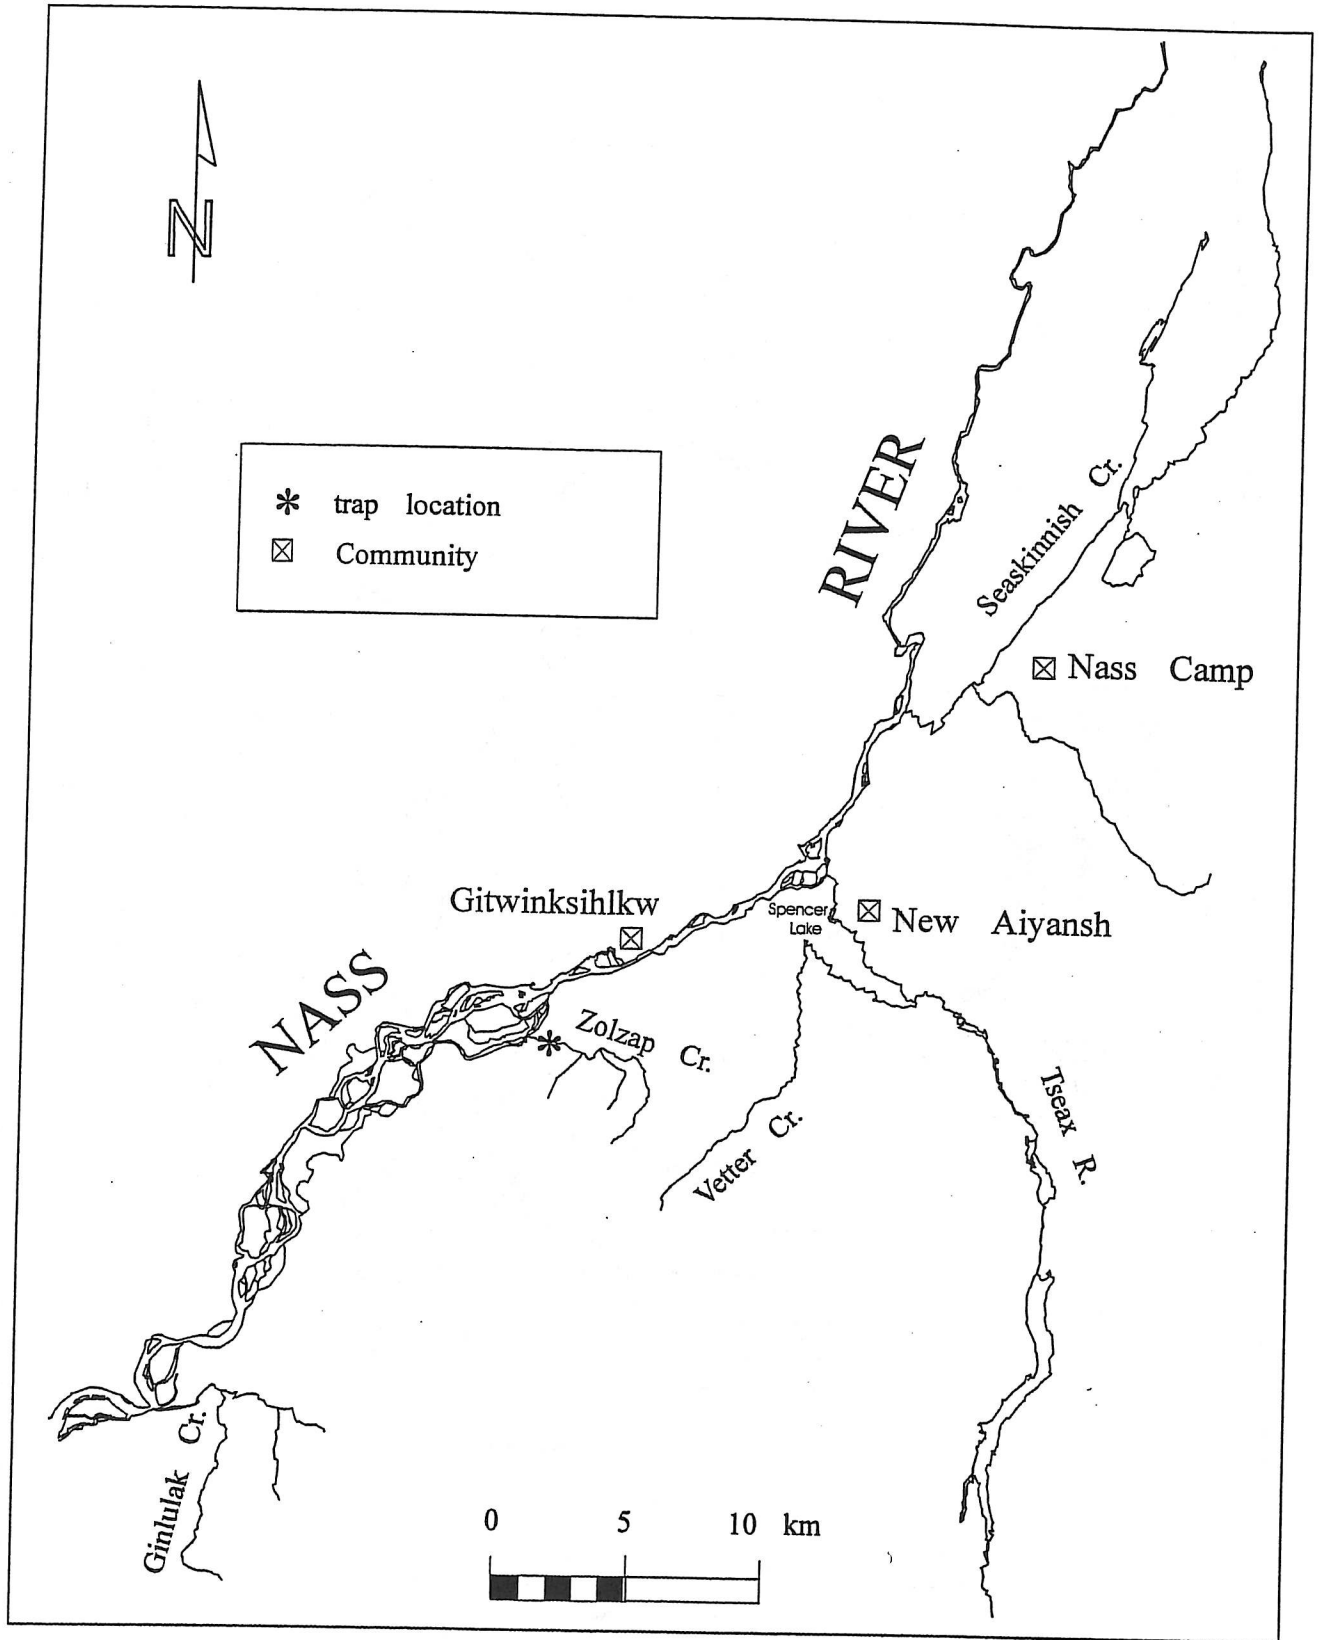 N
trap location
Community
RIVER
Seaskinnish Cr.
Nass Camp
Gitwinksihlkw
Spencer
Lake
New Aiyansh
NASS
Zolzap Cr.
Vetter Cr.
Tseax R.
Ginlulak Cr.
0 5 10 km